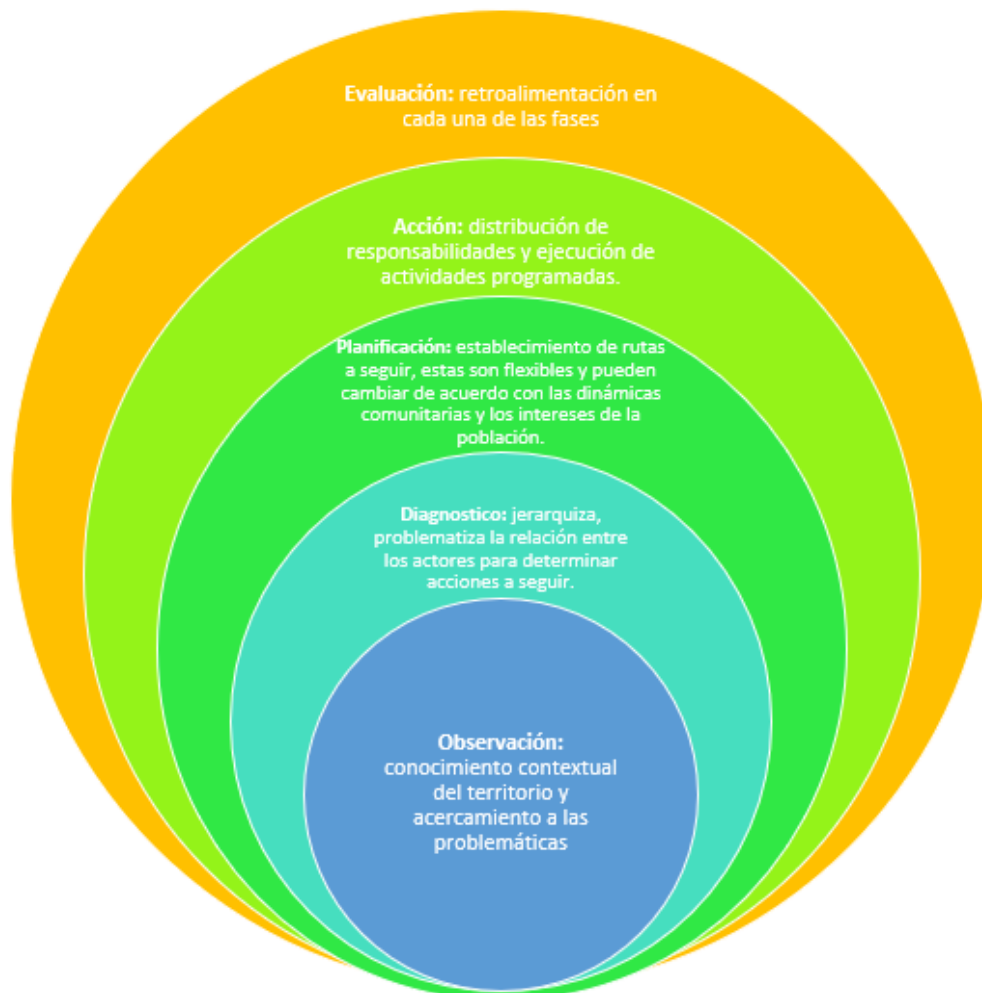 Evaluación: retroalimentación en
cada una de las fases
Acción: distribución de
responsabilidades y ejecución de
actividades programadas.
Planificación: establecimiento de rutas
a seguir, estas son flexibles y pueden
cambiar de acuerdo con las dinámicas
comunitarias y los intereses de la
población.
Diagnostico: jerarquiza,
problematiza la relación entre
los actores para determinar
acciones a seguir.
Observación:
conocimiento contextual
del territorio y
acercamiento a las
problemáticas